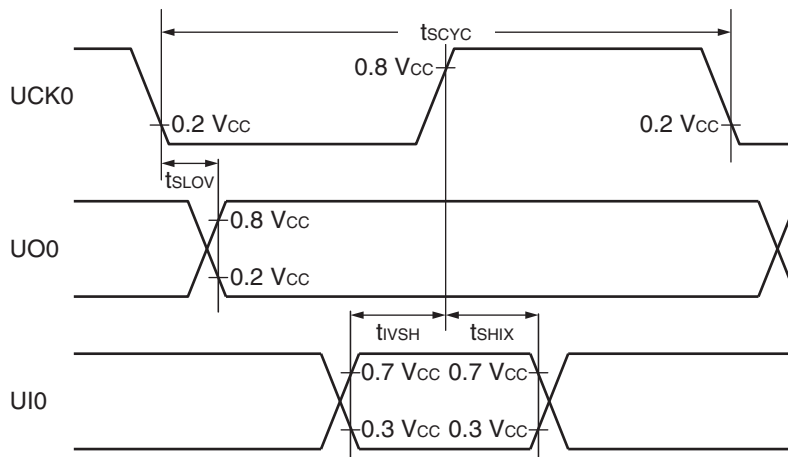 tSCYC
0.8 VCC
UCK0
0.2 VCC 0.2 VCC
tSLOV
0.8 VCC
UO0
0.2 VCC
tIVSH tSHIX
0.7 VCC 0.7 VCC
UI0
0.3 VCC 0.3 VCC